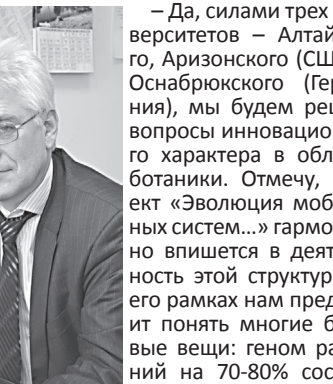 – Да, силами трех
верситетов – Алтай
го, Аризонского (СШ
Оснабрюкского (Гер
ния), мы будем реш
вопросы инновацио
го характера в обл
ботаники. Отмечу,
ект «Эволюция моб
ных систем...» гармо
но впишется в деят
ность этой структур
его рамках нам пред
ит понять многие б
вые вещи: геном ра
ний на 70-80% сос